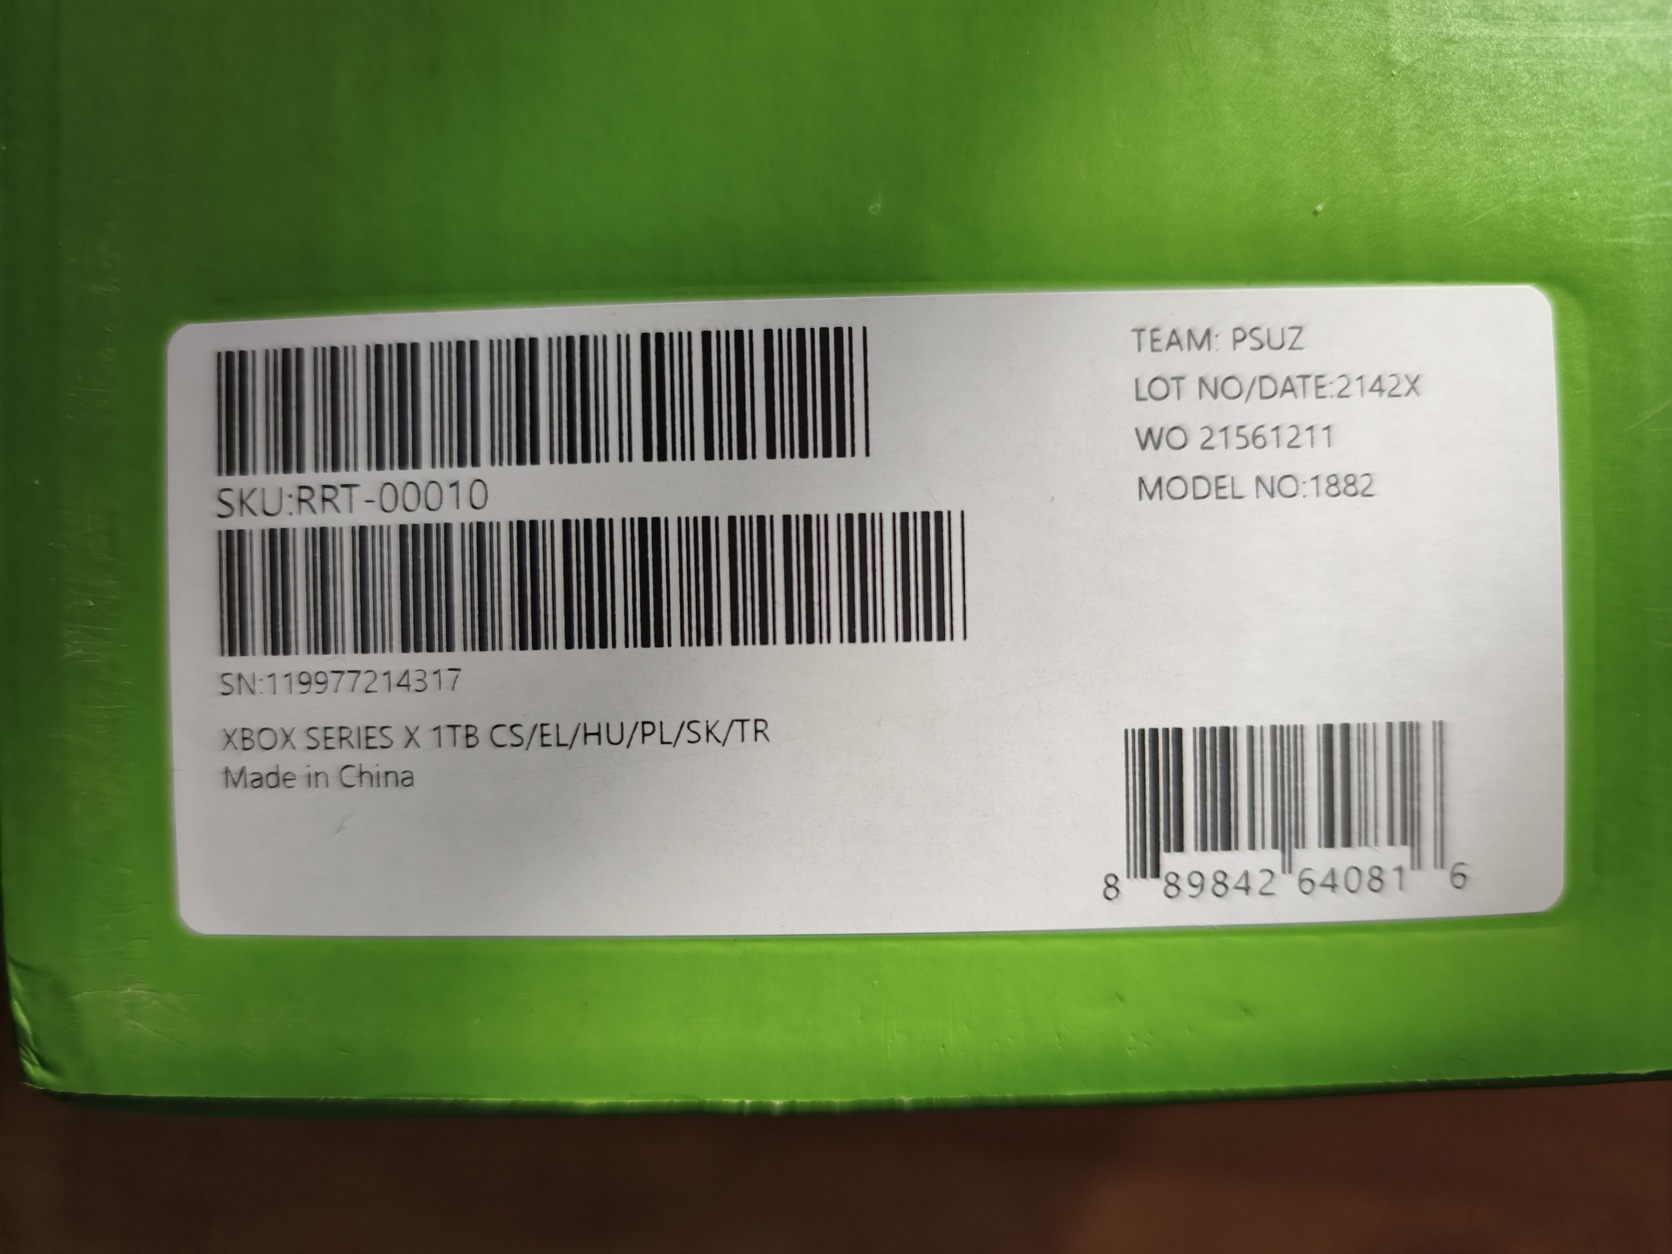 SKU:RRT-00010
SN:119977214317
XBOX SERIES X 1TB CS/EL/HU/PL/SK/TR
Made in China
TEAM: PSUZ
LOT NO/DATE:2142X
WO 21561211
MODEL NO:1882
8 89842 64081 6